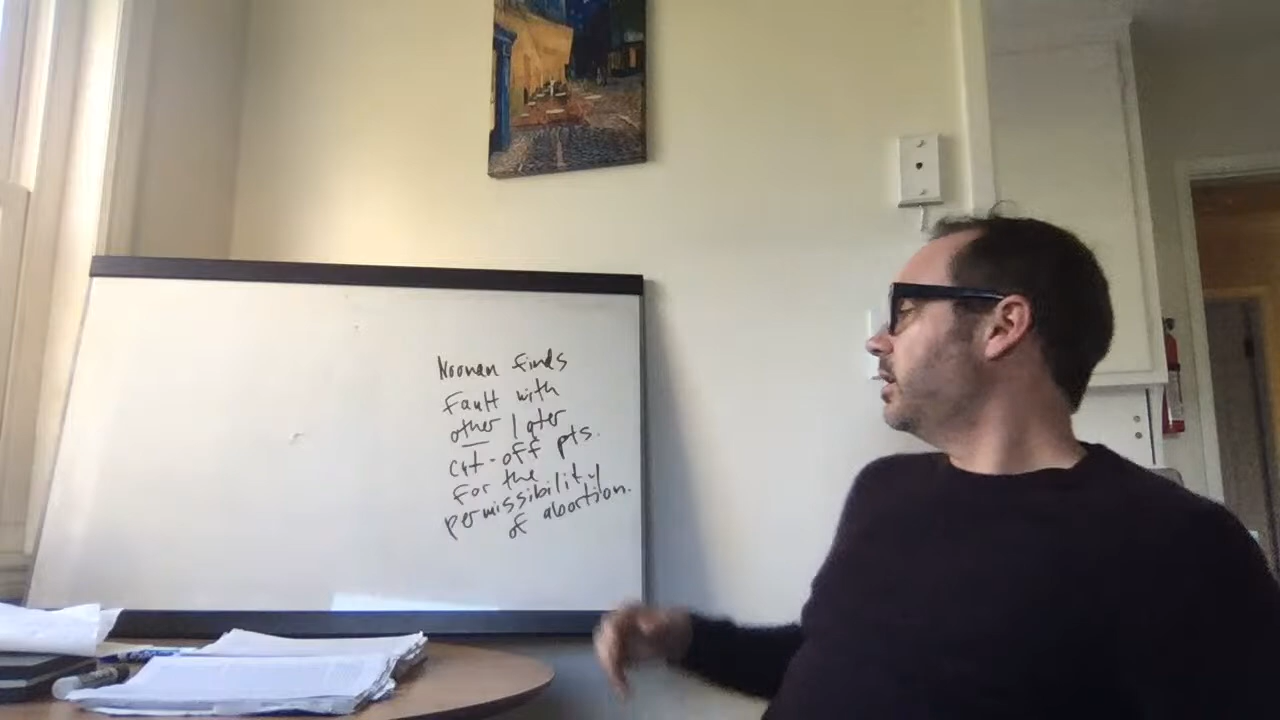 Noonan finds
fault with
other later
cut-off pts.
for the
permissibility
of abortion.